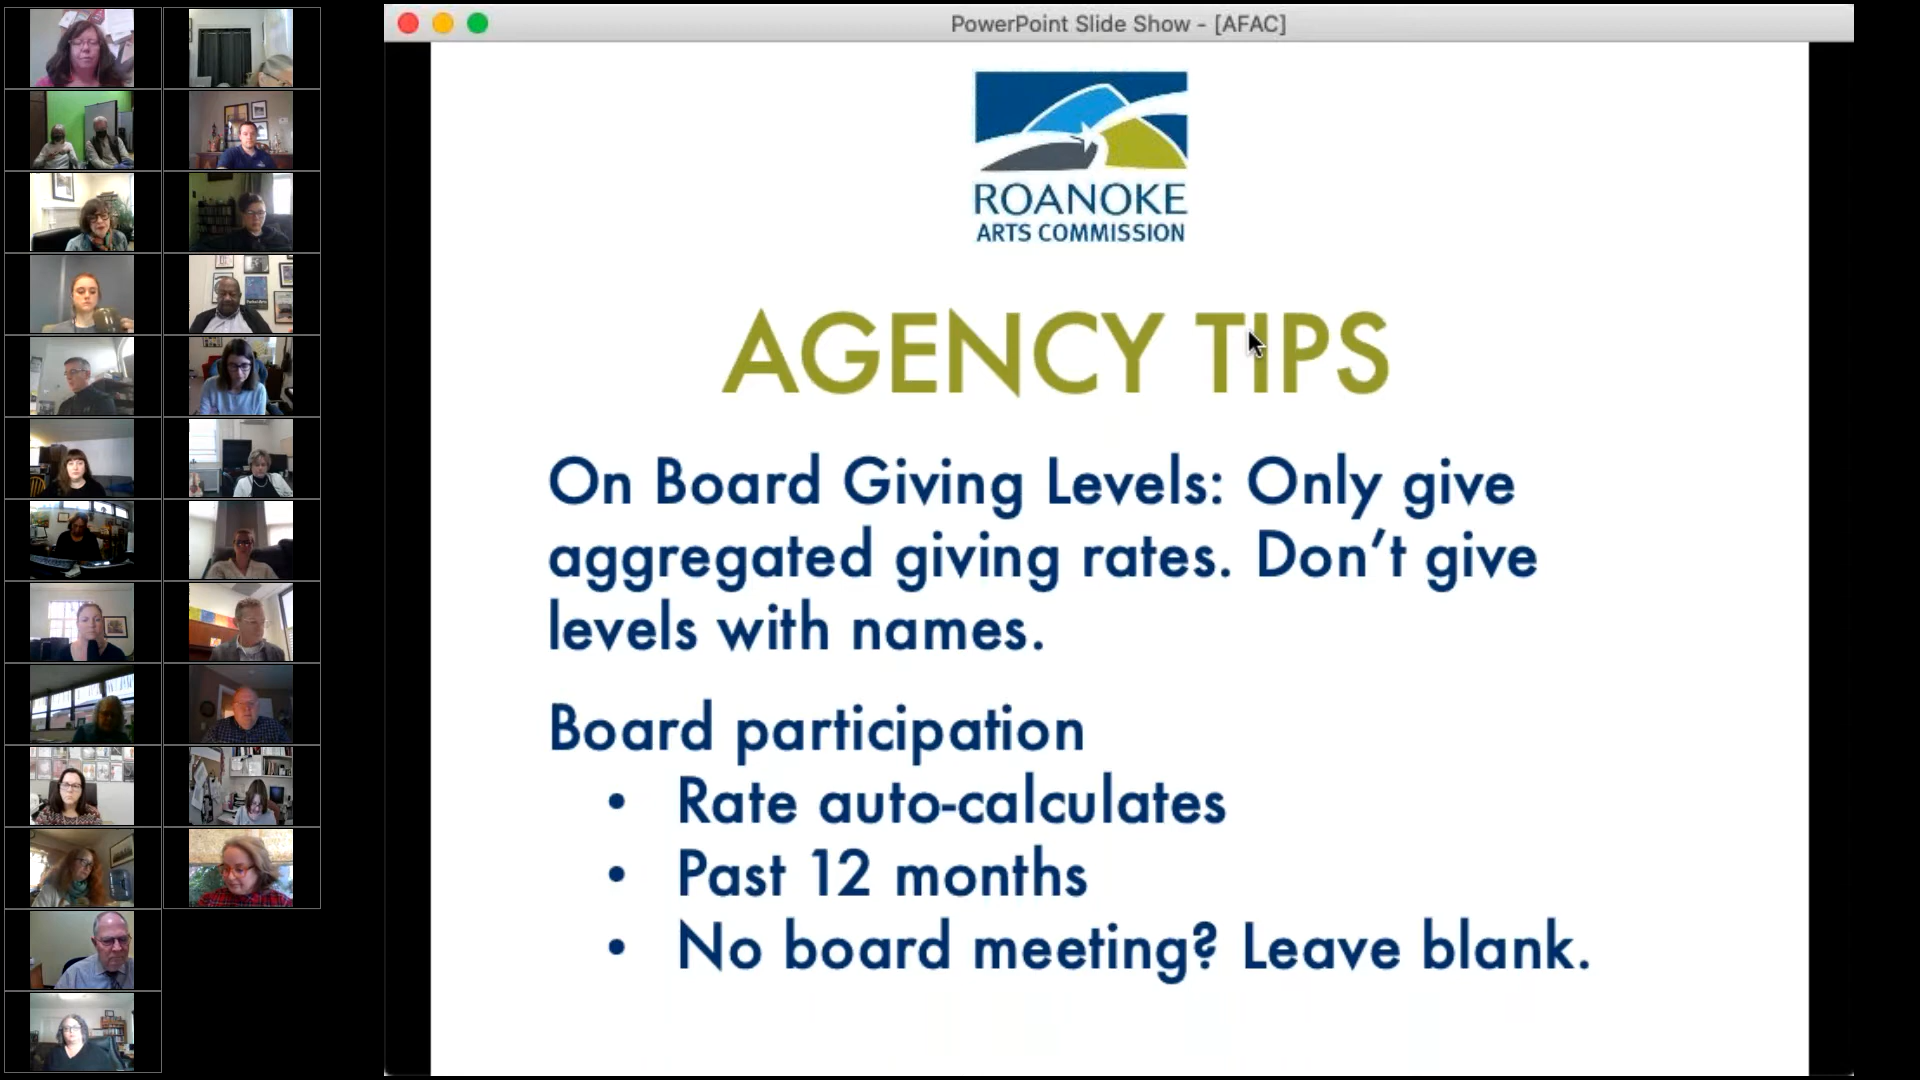 PowerPoint Slide Show - [AFAC]
ROANOKE
ARTS COMMISSION
AGENCY TIPS
On Board Giving Levels: Only give
aggregated giving rates. Don’t give
levels with names.
Board participation
• Rate auto-calculates
• Past 12 months
• No board meeting? Leave blank.